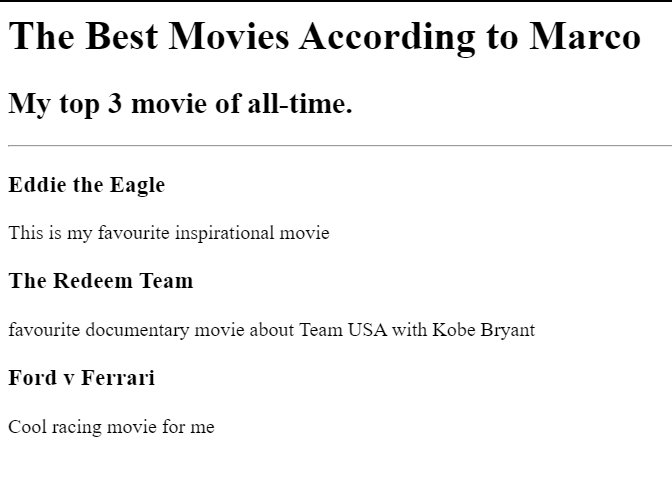 The Best Movies According to Marco
My top 3 movie of all-time.
Eddie the Eagle
This is my favourite inspirational movie
The Redeem Team
favourite documentary movie about Team USA with Kobe Bryant
Ford v Ferrari
Cool racing movie for me